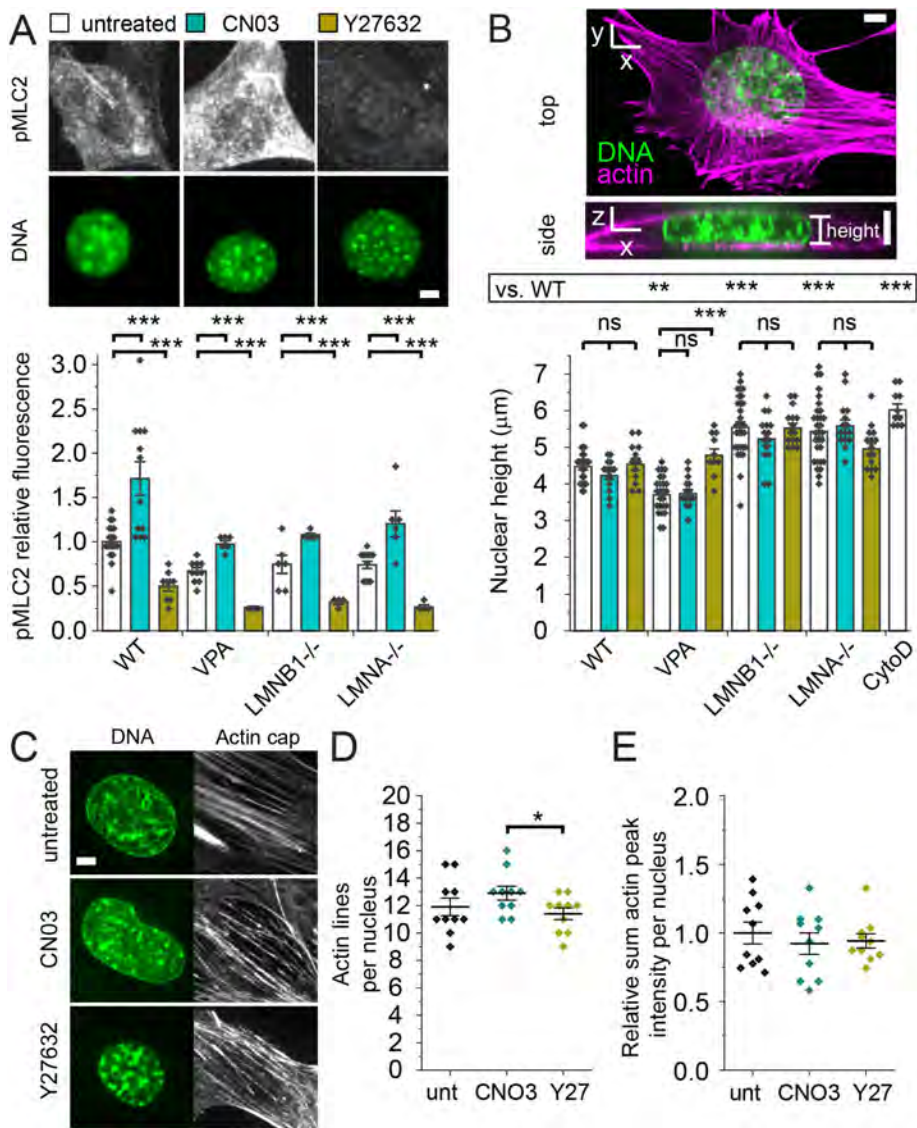 A
untreated CN03 Y27632
pMLC2
DNA
*** *** *** ***
*** *** *** ***
pMLC2 relative fluorescence
3.0
2.5
2.0
1.5
1.0
0.5
0.0
WT VPA LMNB1-/- LMNA-/-
B
y
x
top
DNA
actin
side
z
x
height
vs. WT ** *** *** ***
ns *** ns ns
ns
Nuclear height (μm)
7
6
5
4
3
2
1
0
WT VPA LMNB1-/- LMNA-/- CytoD
C
DNA Actin cap
untreated
CN03
Y27632
D
Actin lines
per nucleus
20
18
16
14
12
10
8
6
4
2
0
*
unt CNO3 Y27
E
Relative sum actin peak
intensity per nucleus
2.0
1.5
1.0
0.5
0.0
unt CNO3 Y27